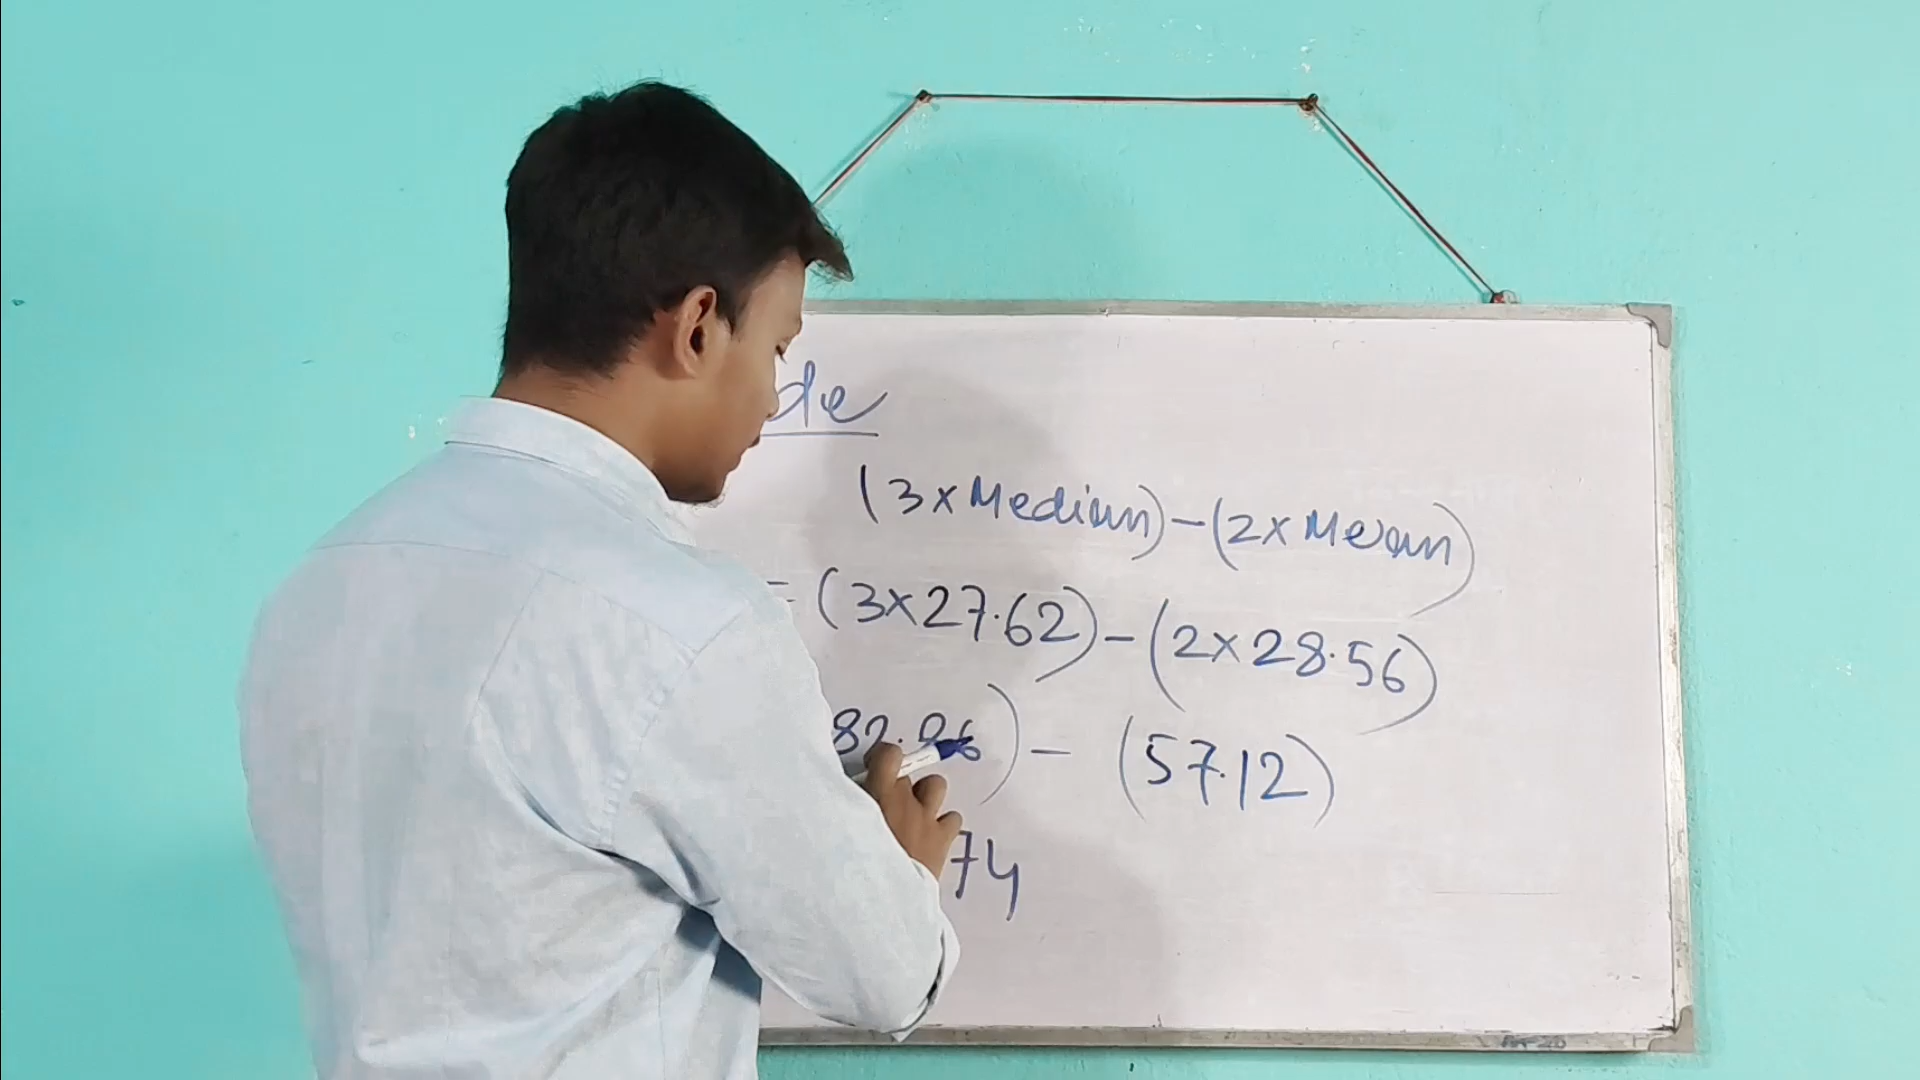 de
(3×Median)-(2×Mean)
= (3×27.62)-(2×28.56)
82.86) - (57.12)
74